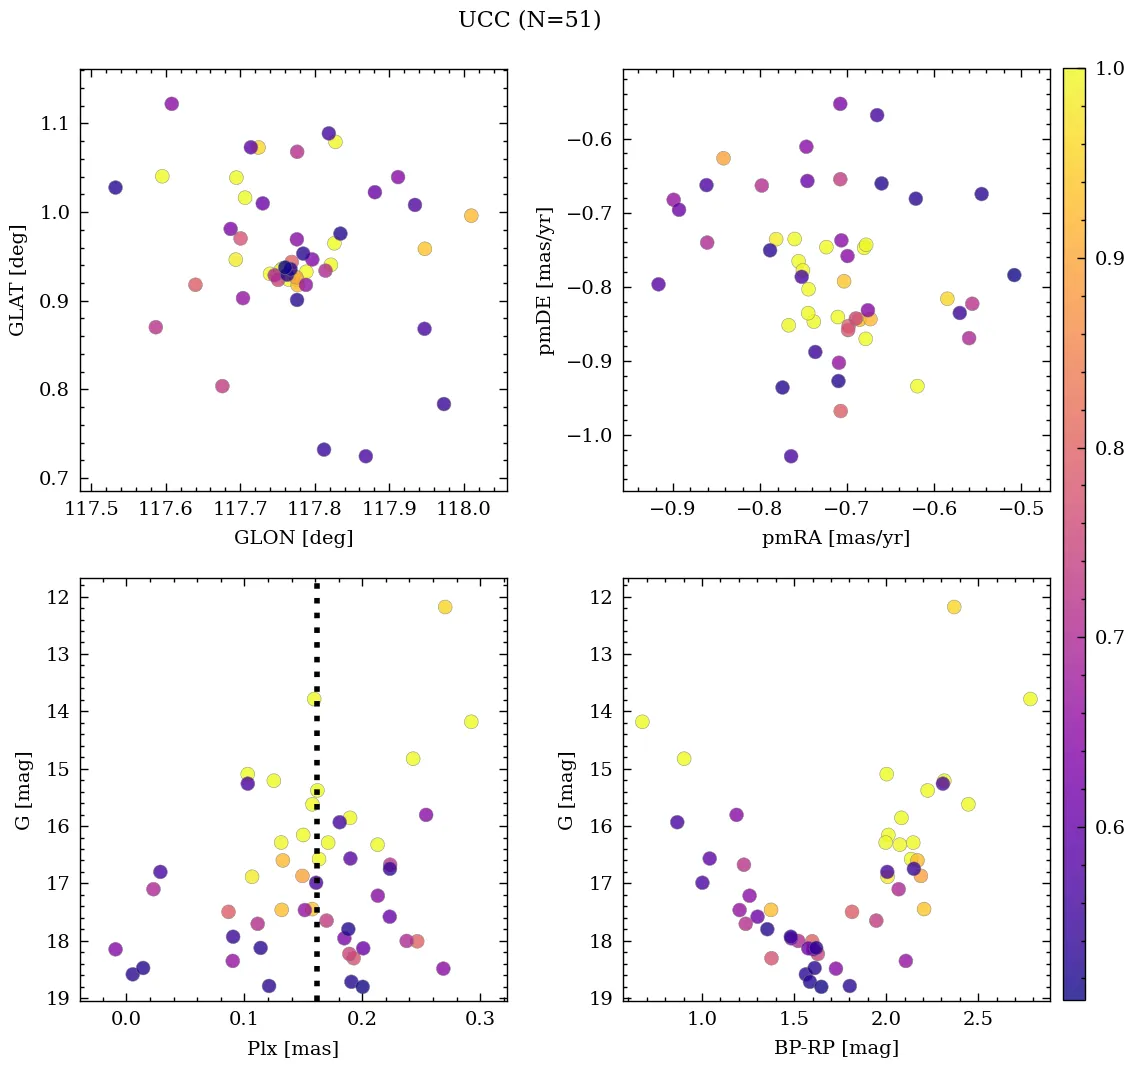 UCC (N=51)
1.1
1.0
0.9
0.8
0.7
GLAT [deg]
117.5 117.6 117.7 117.8 117.9 118.0
GLON [deg]
−0.6
−0.7
−0.8
−0.9
−1.0
pmDE [mas/yr]
−0.9 −0.8 −0.7 −0.6 −0.5
pmRA [mas/yr]
1.0
0.9
0.8
0.7
0.6
12
13
14
15
16
17
18
19
G [mag]
0.0 0.1 0.2 0.3
Plx [mas]
12
13
14
15
16
17
18
19
G [mag]
1.0 1.5 2.0 2.5
BP-RP [mag]